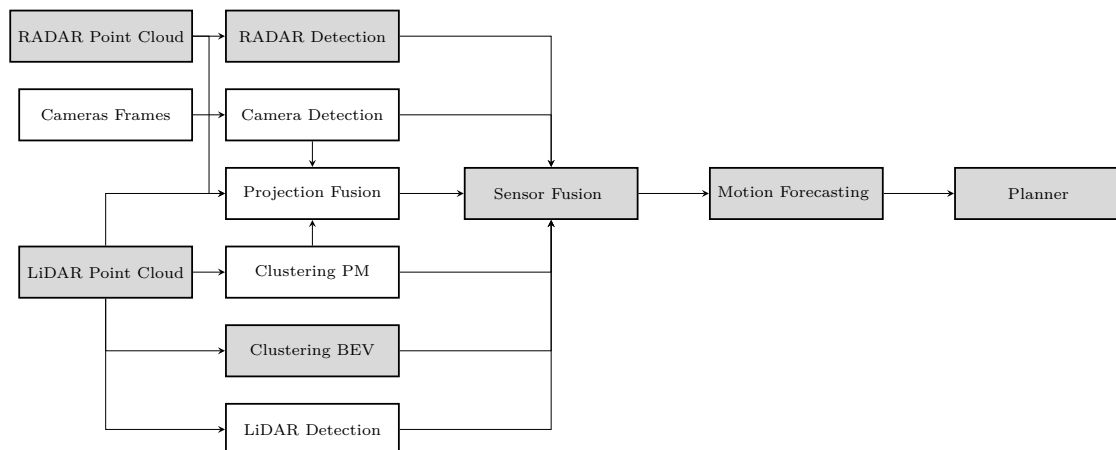 RADAR Point Cloud
RADAR Detection
Cameras Frames
Camera Detection
Projection Fusion
Sensor Fusion
Motion Forecasting
Planner
LiDAR Point Cloud
Clustering PM
Clustering BEV
LiDAR Detection